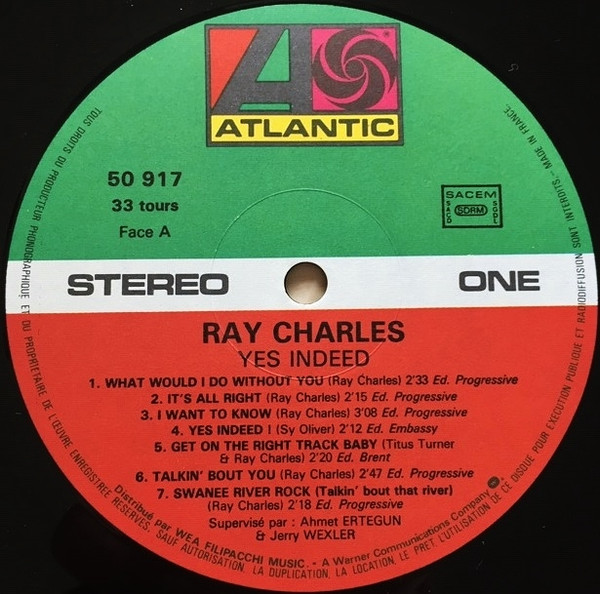 ATLANTIC
®
50 917
33 tours
Face A
SACEM
SACD SDRM SGDL
STEREO
ONE
RAY CHARLES
YES INDEED
1. WHAT WOULD I DO WITHOUT YOU (Ray Charles) 2'33 Ed. Progressive
2. IT'S ALL RIGHT (Ray Charles) 2'15 Ed. Progressive
3. I WANT TO KNOW (Ray Charles) 3'08 Ed. Progressive
4. YES INDEED ! (Sy Oliver) 2'12 Ed. Embassy
5. GET ON THE RIGHT TRACK BABY (Titus Turner
& Ray Charles) 2'20 Ed. Brent
6. TALKIN' BOUT YOU (Ray Charles) 2'47 Ed. Progressive
7. SWANEE RIVER ROCK (Talkin' bout that river)
(Ray Charles) 2'18 Ed. Progressive
Supervisé par : Ahmet ERTEGUN
& Jerry WEXLER
Distribué par WEA FILIPACCHI MUSIC. - A Warner Communications Company
TOUS DROITS DU PRODUCTEUR PHONOGRAPHIQUE ET DU PROPRIETAIRE DE L'ŒUVRE ENREGISTREE RESERVES. SAUF AUTORISATION. LA DUPLICATION, LA LOCATION, LE PRET, L'UTILISATION DE CE DISQUE POUR EXECUTION PUBLIQUE ET RADIODIFFUSION SONT INTERDITS - MADE IN FRANCE.